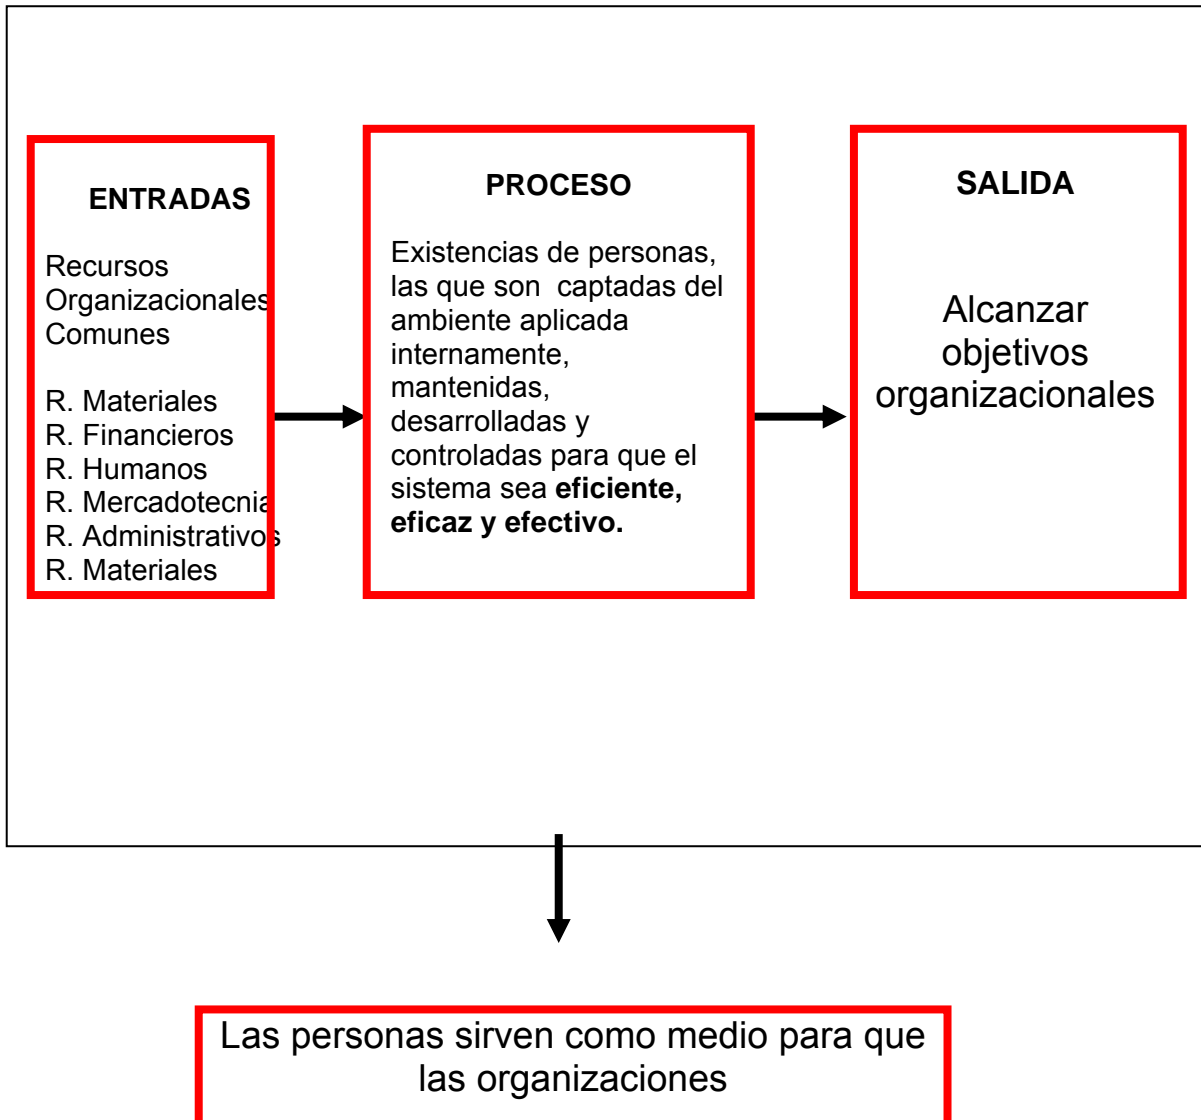 ENTRADAS
Recursos
Organizacionales
Comunes
R. Materiales
R. Financieros
R. Humanos
R. Mercadotecnia
R. Administrativos
R. Materiales
PROCESO
Existencias de personas,
las que son captadas del
ambiente aplicada
internamente,
mantenidas,
desarrolladas y
controladas para que el
sistema sea eficiente,
eficaz y efectivo.
SALIDA
Alcanzar
objetivos
organizacionales
Las personas sirven como medio para que
las organizaciones